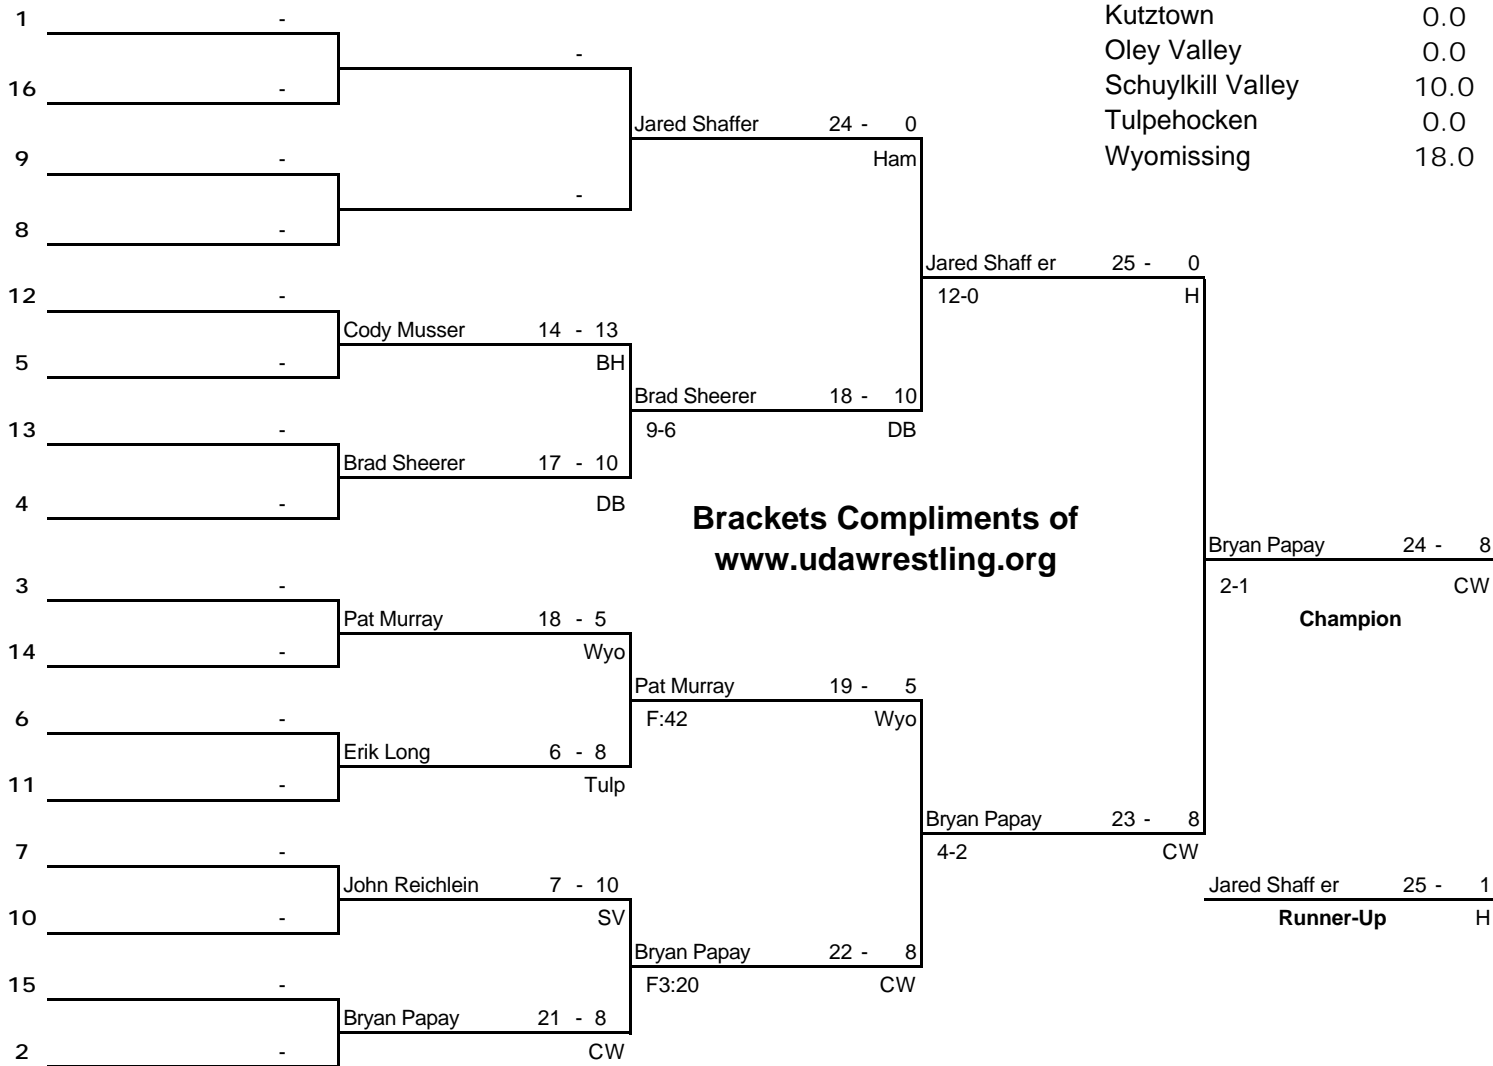 Kutztown 0.0
1 -
Oley Valley 0.0
-
Schuylkill Valley 10.0
16 -
Tulpehocken 0.0
Jared Shaffer 24 - 0
Wyomissing 18.0
9 -
Ham
-
8 -
Jared Shaff er 25 - 0
12 -
12-0 H
Cody Musser 14 - 13
5 -
BH
Brad Sheerer 18 - 10
13 -
9-6 DB
Brad Sheerer 17 - 10
4 -
DB
Brackets Compliments of
www.udawrestling.org
Bryan Papay 24 - 8
3 -
2-1 CW
Pat Murray 18 - 5
Champion
14 -
Wyo
Pat Murray 19 - 5
6 -
F:42 Wyo
Erik Long 6 - 8
11 -
Tulp
Bryan Papay 23 - 8
7 -
4-2 CW
John Reichlein 7 - 10
Jared Shaff er 25 - 1
10 -
SV
Runner-Up H
Bryan Papay 22 - 8
15 -
F3:20 CW
Bryan Papay 21 - 8
2 -
CW